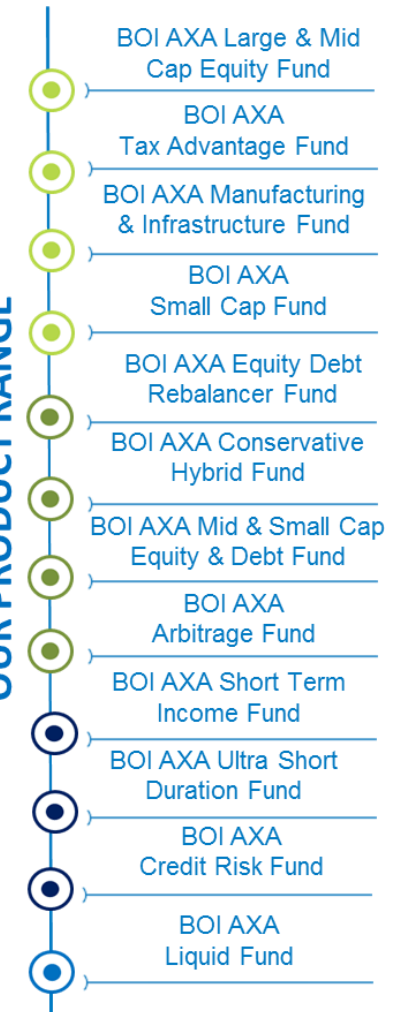 OUR PRODUCT RANGE
BOI AXA Large & Mid
Cap Equity Fund
BOI AXA
Tax Advantage Fund
BOI AXA Manufacturing
& Infrastructure Fund
BOI AXA
Small Cap Fund
BOI AXA Equity Debt
Rebalancer Fund
BOI AXA Conservative
Hybrid Fund
BOI AXA Mid & Small Cap
Equity & Debt Fund
BOI AXA
Arbitrage Fund
BOI AXA Short Term
Income Fund
BOI AXA Ultra Short
Duration Fund
BOI AXA
Credit Risk Fund
BOI AXA
Liquid Fund